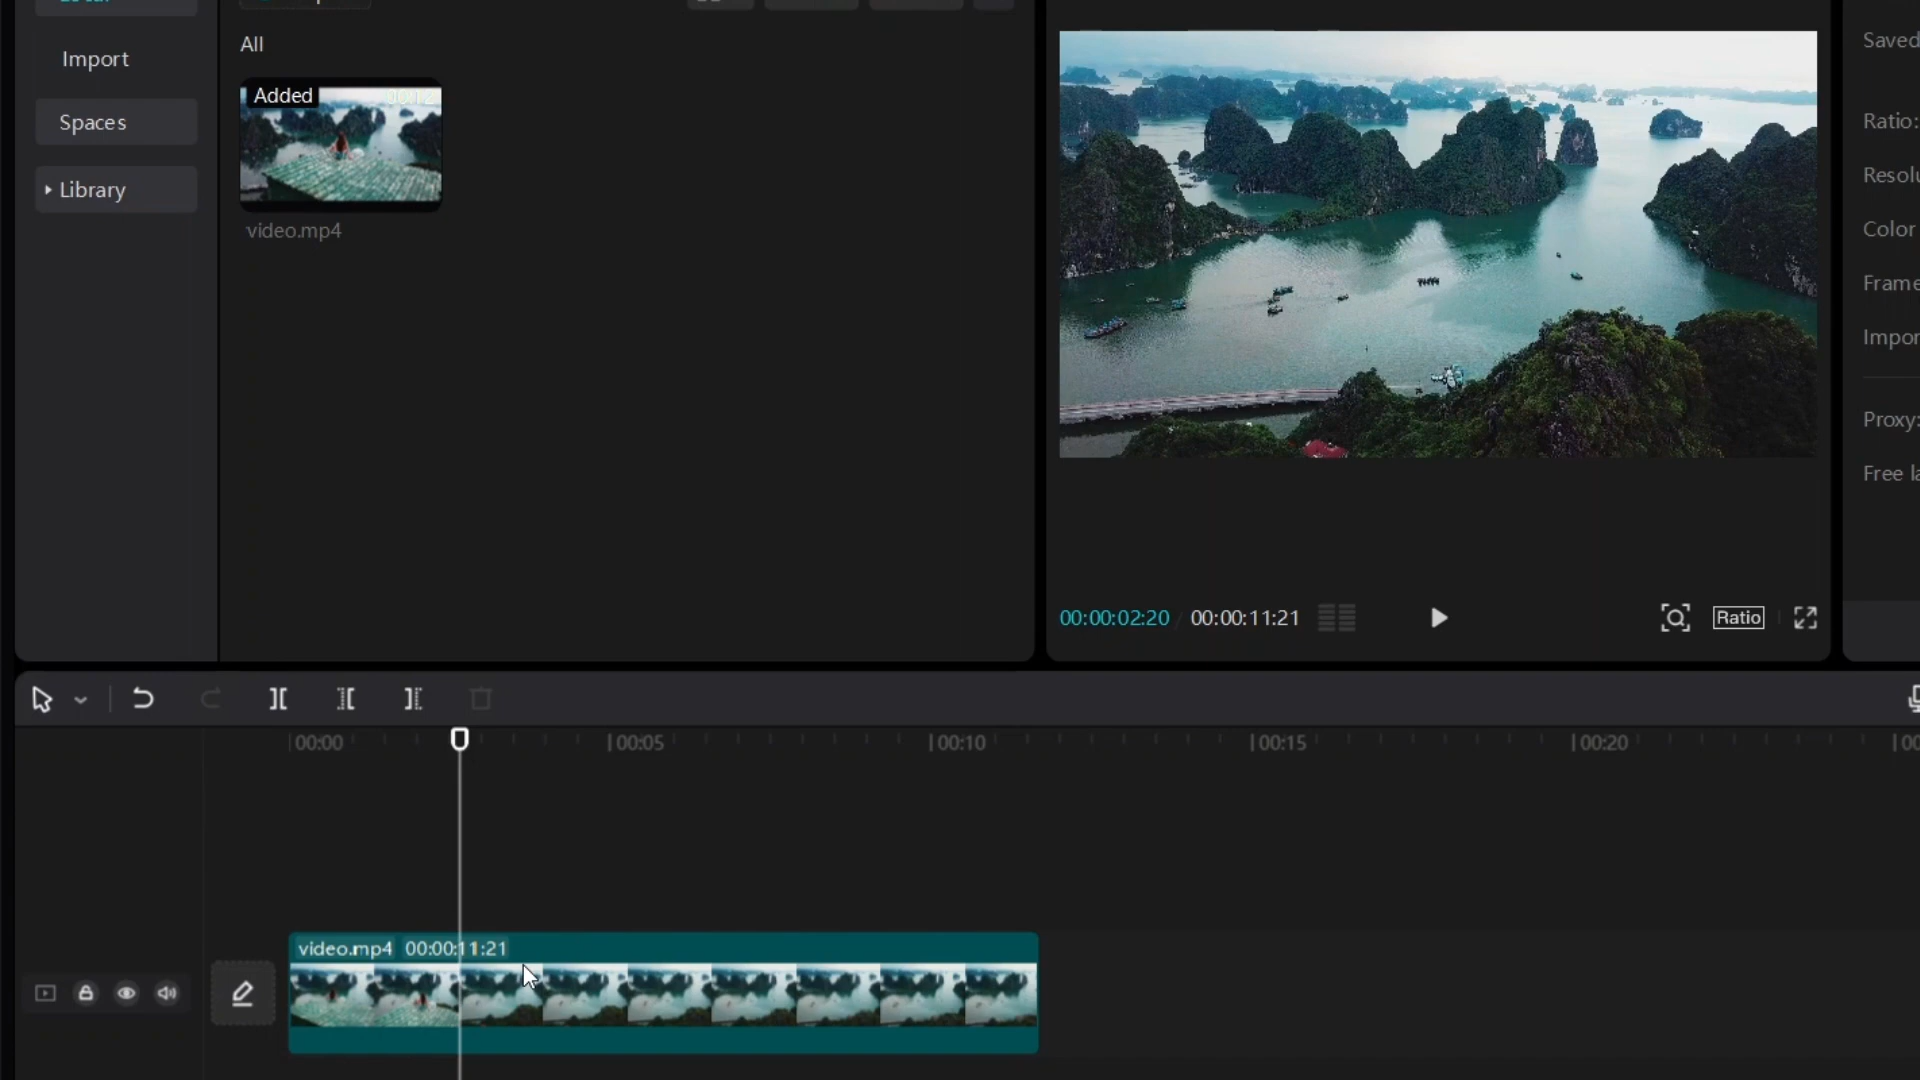 All
Import
Added
Spaces
Library
video.mp4
Saved
Ratio:
Color
Frame
Proxy:
Free
00:00:02:20 / 00:00:11:21
Ratio
00:00
00:05
00:10
00:15
00:20
video.mp4 00:00:11:21